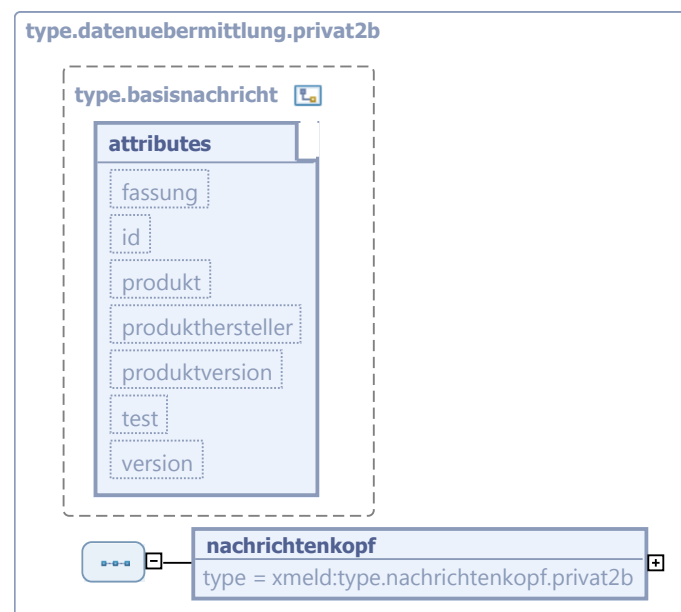 type.datenuebermittlung.privat2b
type.basisnachricht
attributes
fassung
id
produkt
produkthersteller
produktversion
test
version
nachrichtenkopf
type = xmeld:type.nachrichtenkopf.privat2b